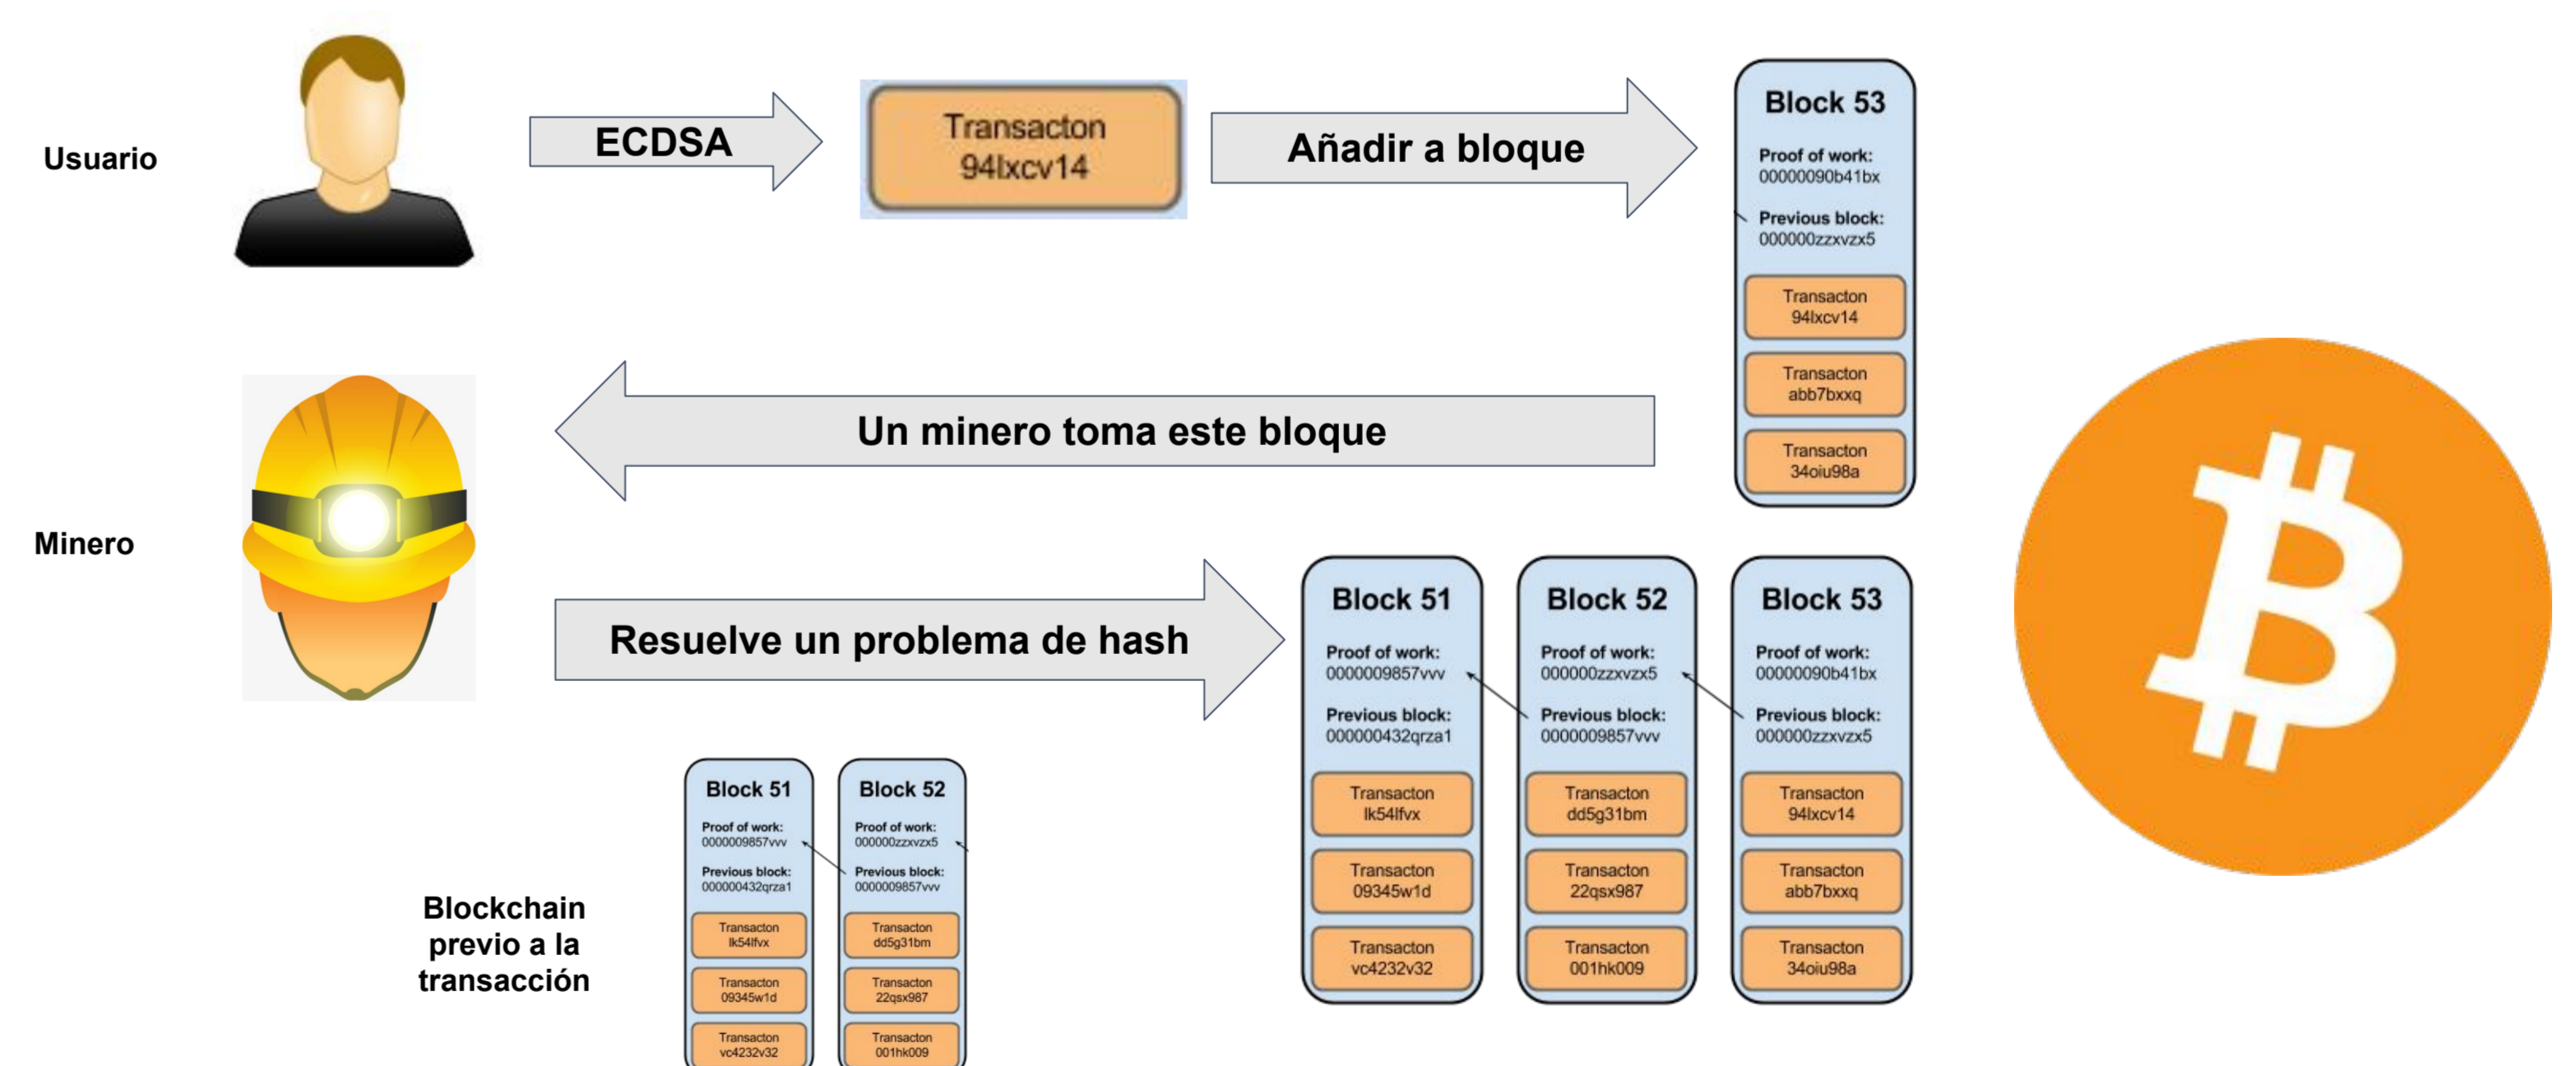 Usuario
ECDSA
Transacton
94lxcv14
Añadir a bloque
Block 53
Proof of work:
00000090b41bx
Previous block:
000000zzxvzx5
Transacton
94lxcv14
Transacton
abb7bxxq
Transacton
34oiu98a
Un minero toma este bloque
Minero
Resuelve un problema de hash
Block 51
Proof of work:
0000009857vvv
Previous block:
000000432qrza1
Transacton
lk54lfvx
Transacton
09345w1d
Transacton
vc4232v32
Block 52
Proof of work:
000000zzxvzx5
Previous block:
0000009857vvv
Transacton
dd5g31bm
Transacton
22qsx987
Transacton
001hk009
Block 53
Proof of work:
00000090b41bx
Previous block:
000000zzxvzx5
Transacton
94lxcv14
Transacton
abb7bxxq
Transacton
34oiu98a
Blockchain
previo a la
transacción
Block 51
Proof of work:
0000009857vvv
Previous block:
000000432qrza1
Transacton
lk54lfvx
Transacton
09345w1d
Transacton
vc4232v32
Block 52
Proof of work:
000000zzxvzx5
Previous block:
0000009857vvv
Transacton
dd5g31bm
Transacton
22qsx987
Transacton
001hk009